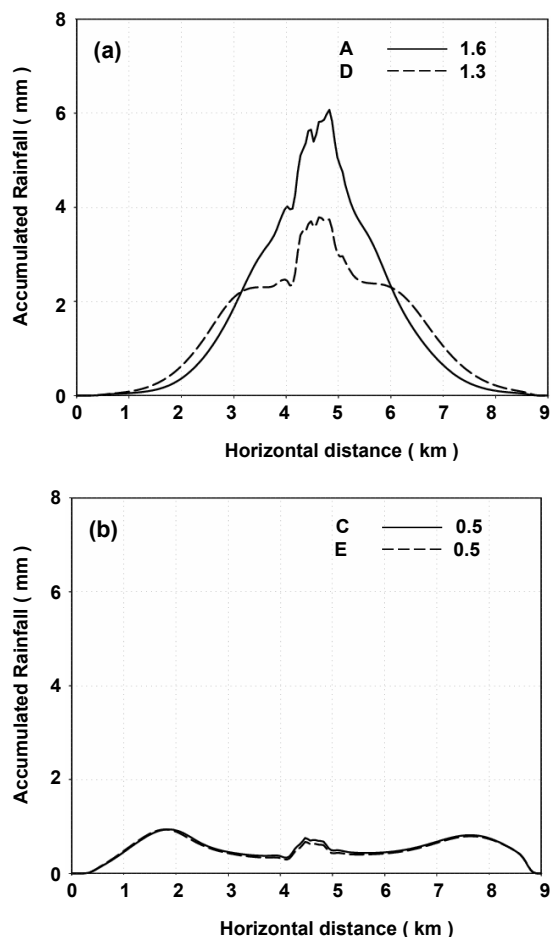 8
(a)
A 1.6
D 1.3
6
4
2
0
Accumulated Rainfall ( mm )
0 1 2 3 4 5 6 7 8 9
Horizontal distance ( km )
8
(b)
C 0.5
E 0.5
6
4
2
0
Accumulated Rainfall ( mm )
0 1 2 3 4 5 6 7 8 9
Horizontal distance ( km )